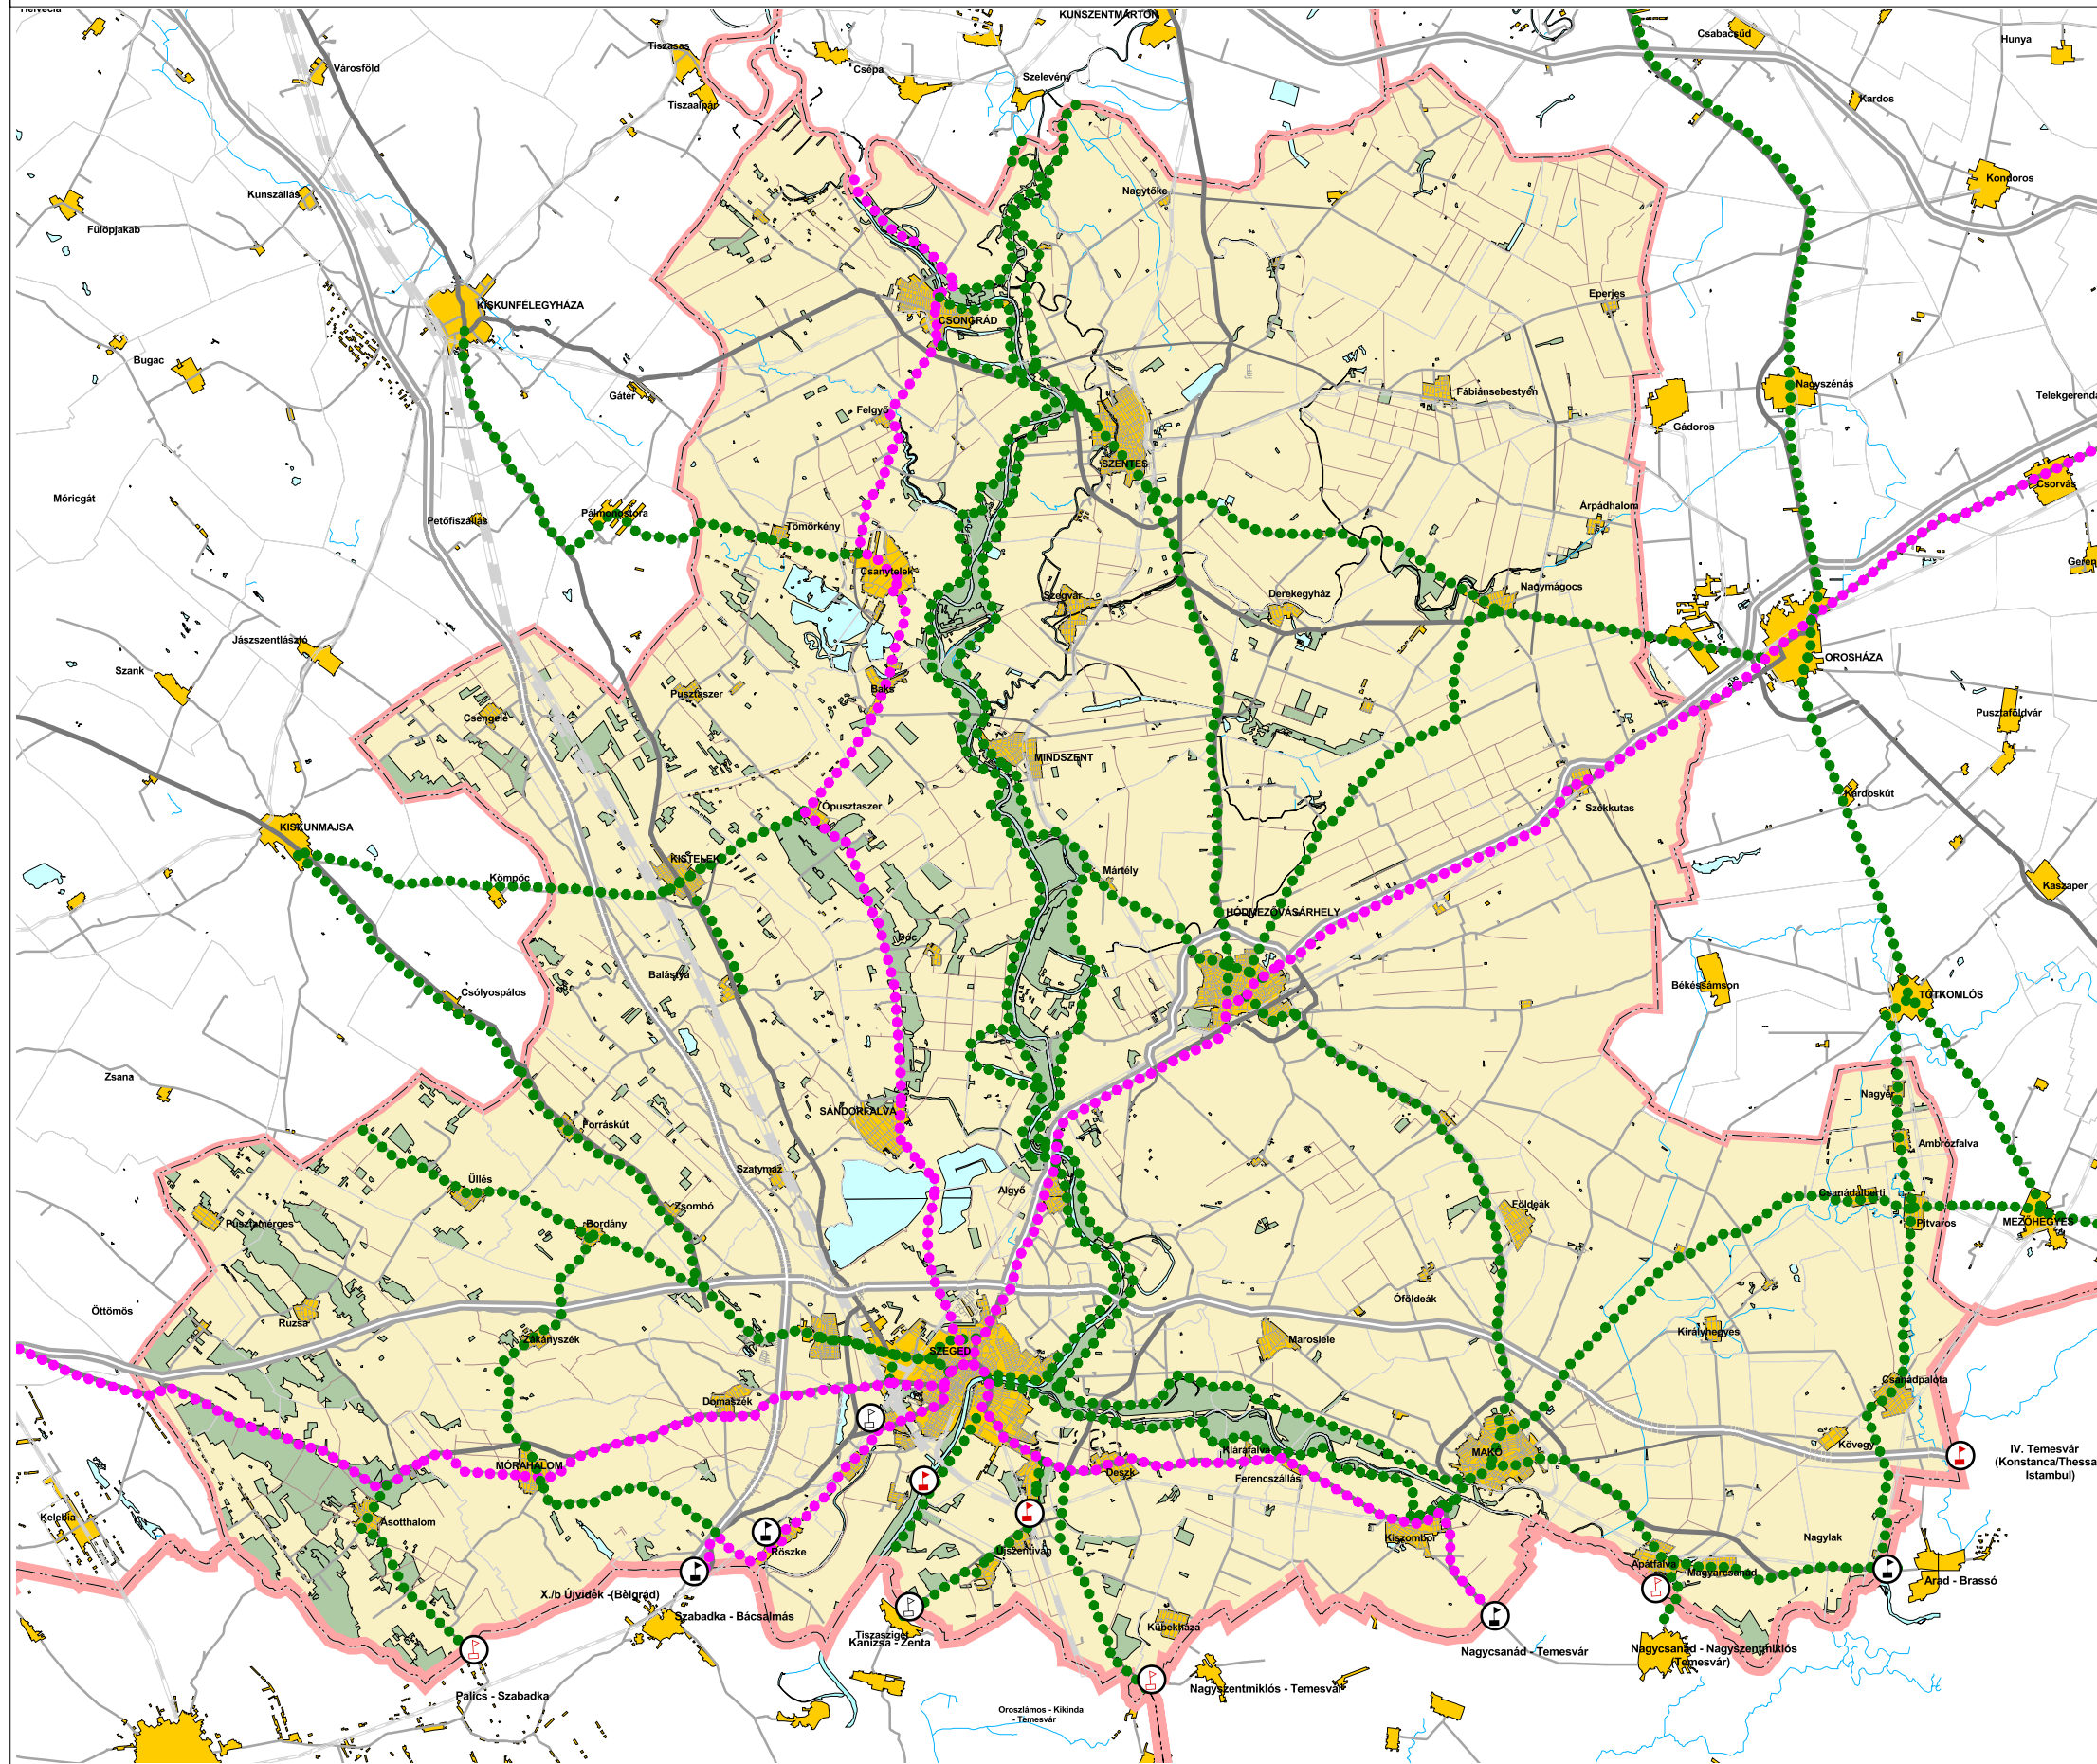 KUNSZENTMÁRTON
Csabacsűd
Hunya
Tiszasas
Városföld
Csépa
Szelevény
Tiszaalpár
Kardos
Kunszállás
Nagytőke
Kondoros
Fülöpjakab
KISKUNFÉLEGYHÁZA
CSONGRÁD
Eperjes
Bugac
Gátér
Fábiánsebestyén
Nagyszénás
Telekgerendá
Felgyő
Gádoros
SZENTES
Csorvás
Móricgát
Petőfiszállás
Pálmonostora
Tömörkény
Árpádhalom
Csanytelek
Geren
Szegvár
Derekegyház
Nagymágocs
Jászszentlászló
Szank
OROSHÁZA
Pusztaszer
Baks
Csengele
Pusztaföldvár
MINDSZENT
Ópusztaszer
Székkutas
Kardoskút
KISKUNMAJSA
KISTELEK
Kömpöc
Mártély
Kaszaper
HÓDMEZŐVÁSÁRHELY
Dóc
Balástya
Csólyospálos
Békéssámson
TÓTKOMLÓS
Zsana
Nagyér
SÁNDORFALVA
Forráskút
Ambrózfalva
Szatymaz
Üllés
Algyő
Csanádalberti
Zsombó
Földeák
Pusztamérges
Bordány
Pitvaros
MEZŐHEGYES
Öttömös
Ruzsa
Óföldeák
Zákányszék
Királyhegyes
Maroslele
SZEGED
Csanádpalota
Domaszék
Kövegy
Klárafalva
MAKÓ
IV. Temesvár
(Konstanca/Thessa
Istambul)
MÓRAHALOM
Deszk
Ferencszállás
Kelebia
Ásotthalom
Kiszombor
Nagylak
Röszke
Újszentiván
Apátfalva
Magyarcsanád
Arad - Brassó
X./b Újvidék -(Belgrád)
Szabadka - Bácsalmás
Kübekháza
Tiszasziget
Kanizsa - Zenta
Nagycsanád - Temesvár
Nagycsanád - Nagyszentmiklós
(Temesvár)
Nagyszentmiklós - Temesvár
Palics - Szabadka
Oroszlámos - Kikinda
- Temesvár